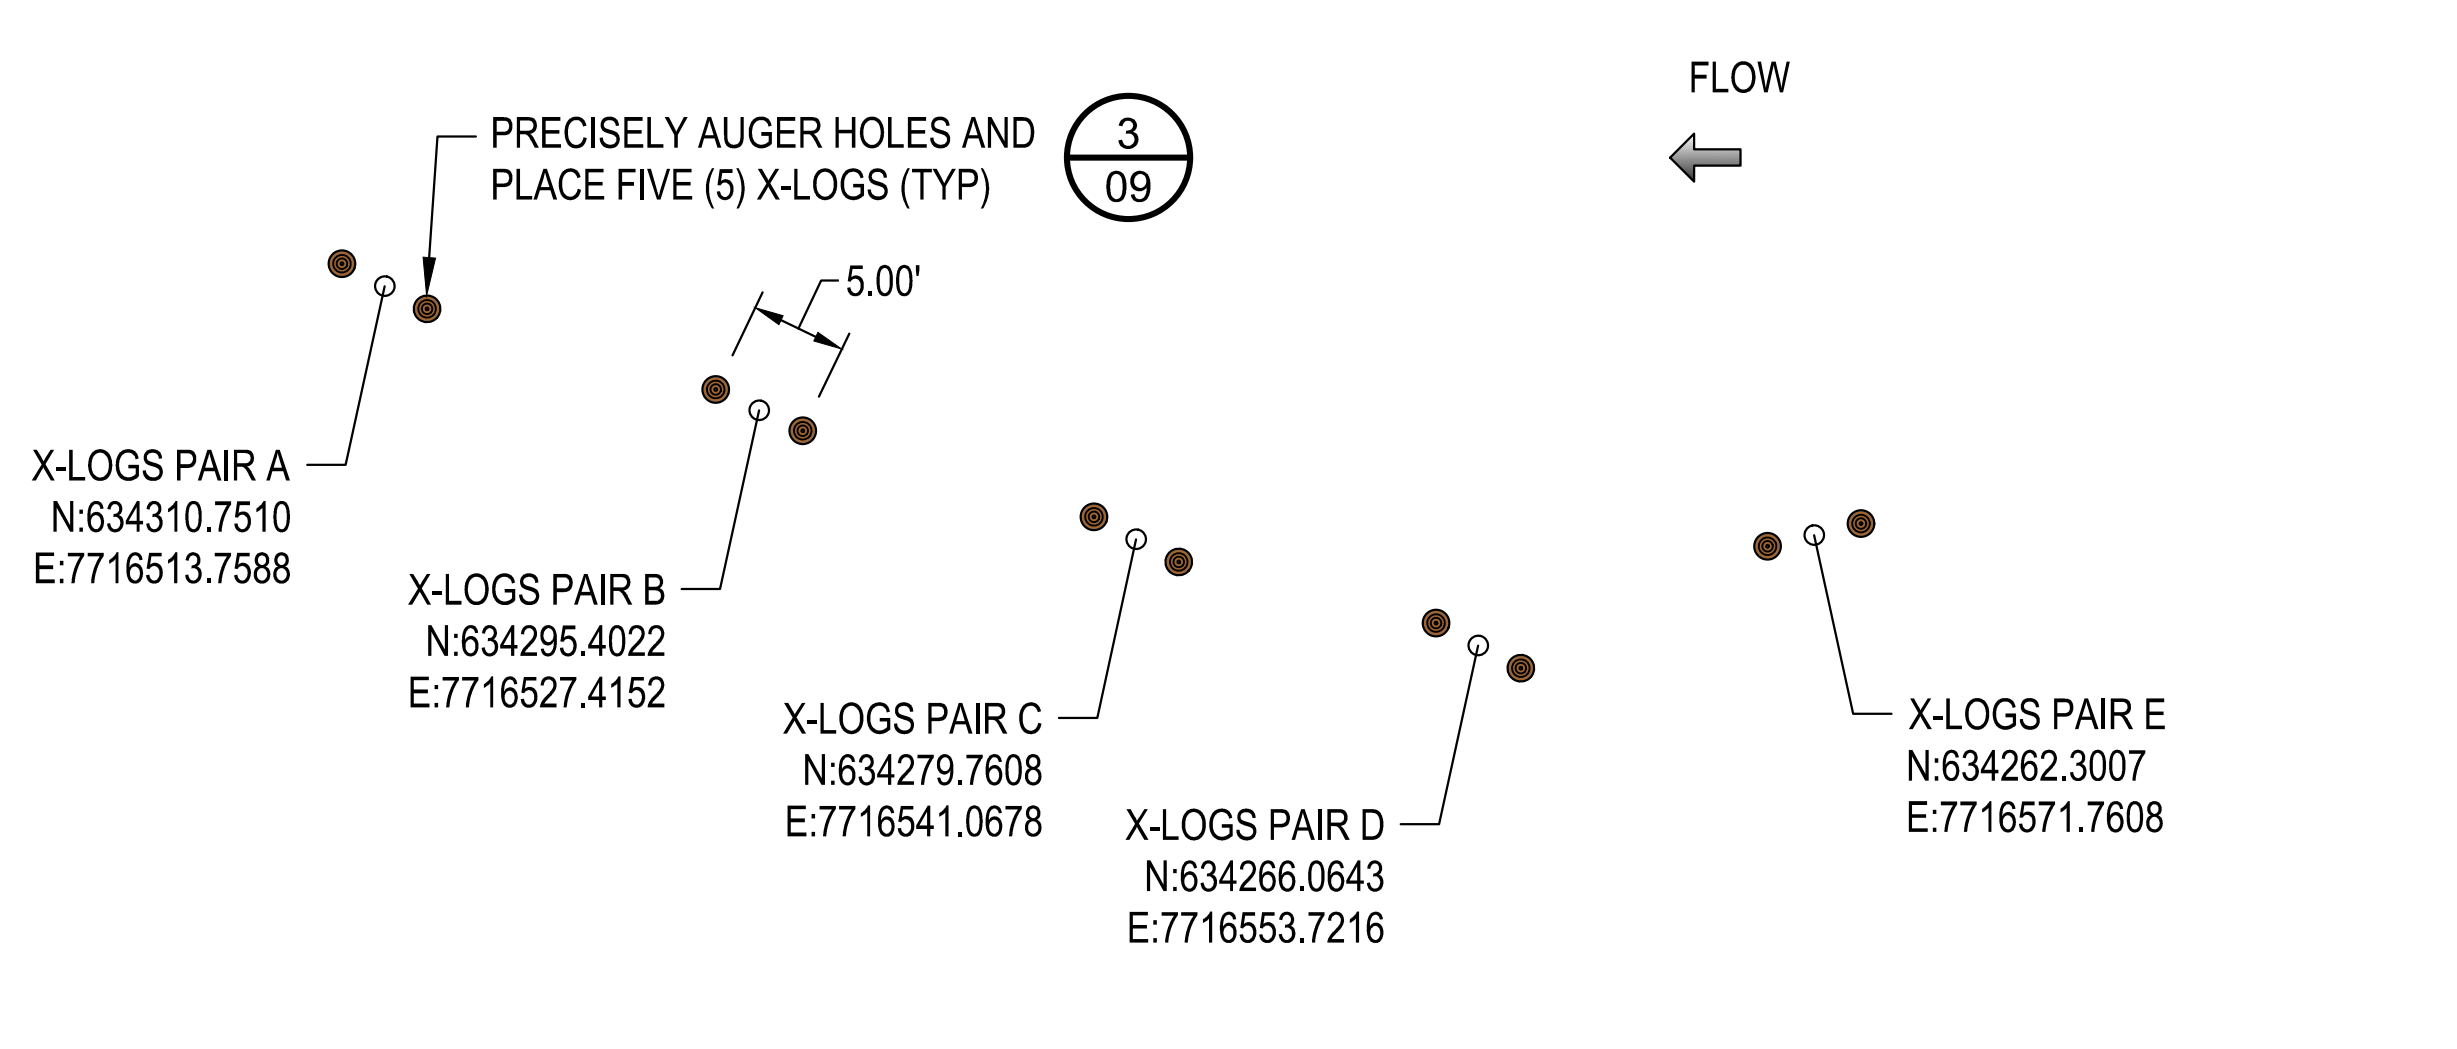 FLOW
PRECISELY AUGER HOLES AND
PLACE FIVE (5) X-LOGS (TYP)
3
09
5.00'
X-LOGS PAIR A
N:634310.7510
E:7716513.7588
X-LOGS PAIR B
N:634295.4022
E:7716527.4152
X-LOGS PAIR C
N:634279.7608
E:7716541.0678
X-LOGS PAIR D
N:634266.0643
E:7716553.7216
X-LOGS PAIR E
N:634262.3007
E:7716571.7608